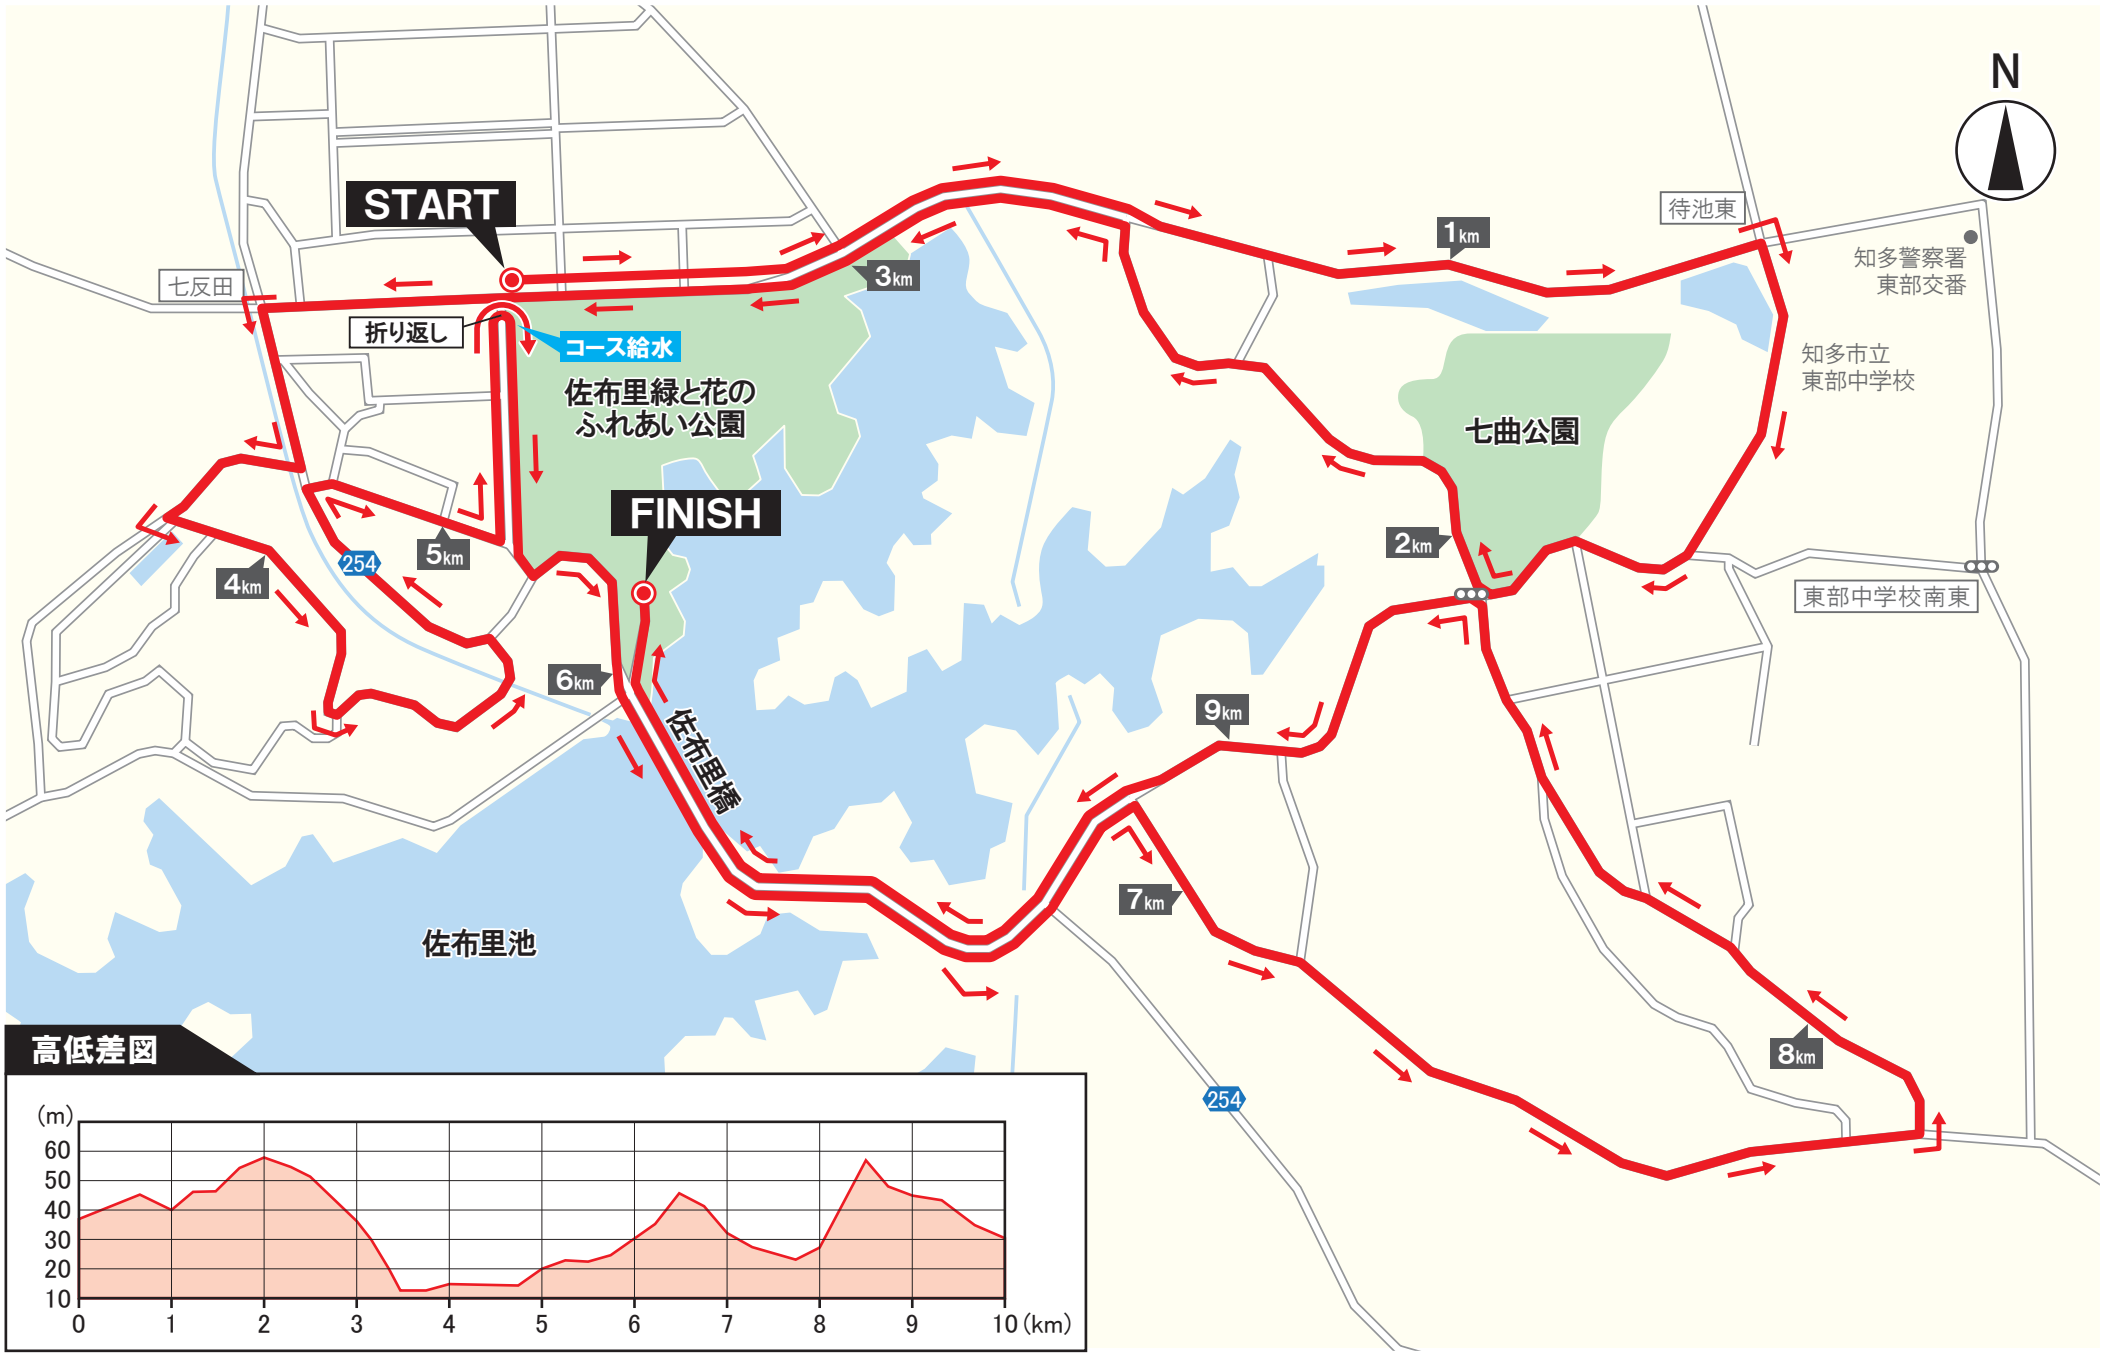 N
START
待池東
1km
知多警察署
東部交番
3km
七反田
折り返し
コース給水
知多市立
東部中学校
佐布里緑と花の
ふれあい公園
七曲公園
FINISH
2km
5km
254
4km
東部中学校南東
6km
9km
佐布里橋
7km
佐布里池
8km
254
高低差図
(m)
60
50
40
30
20
10
0 1 2 3 4 5 6 7 8 9 10 (km)